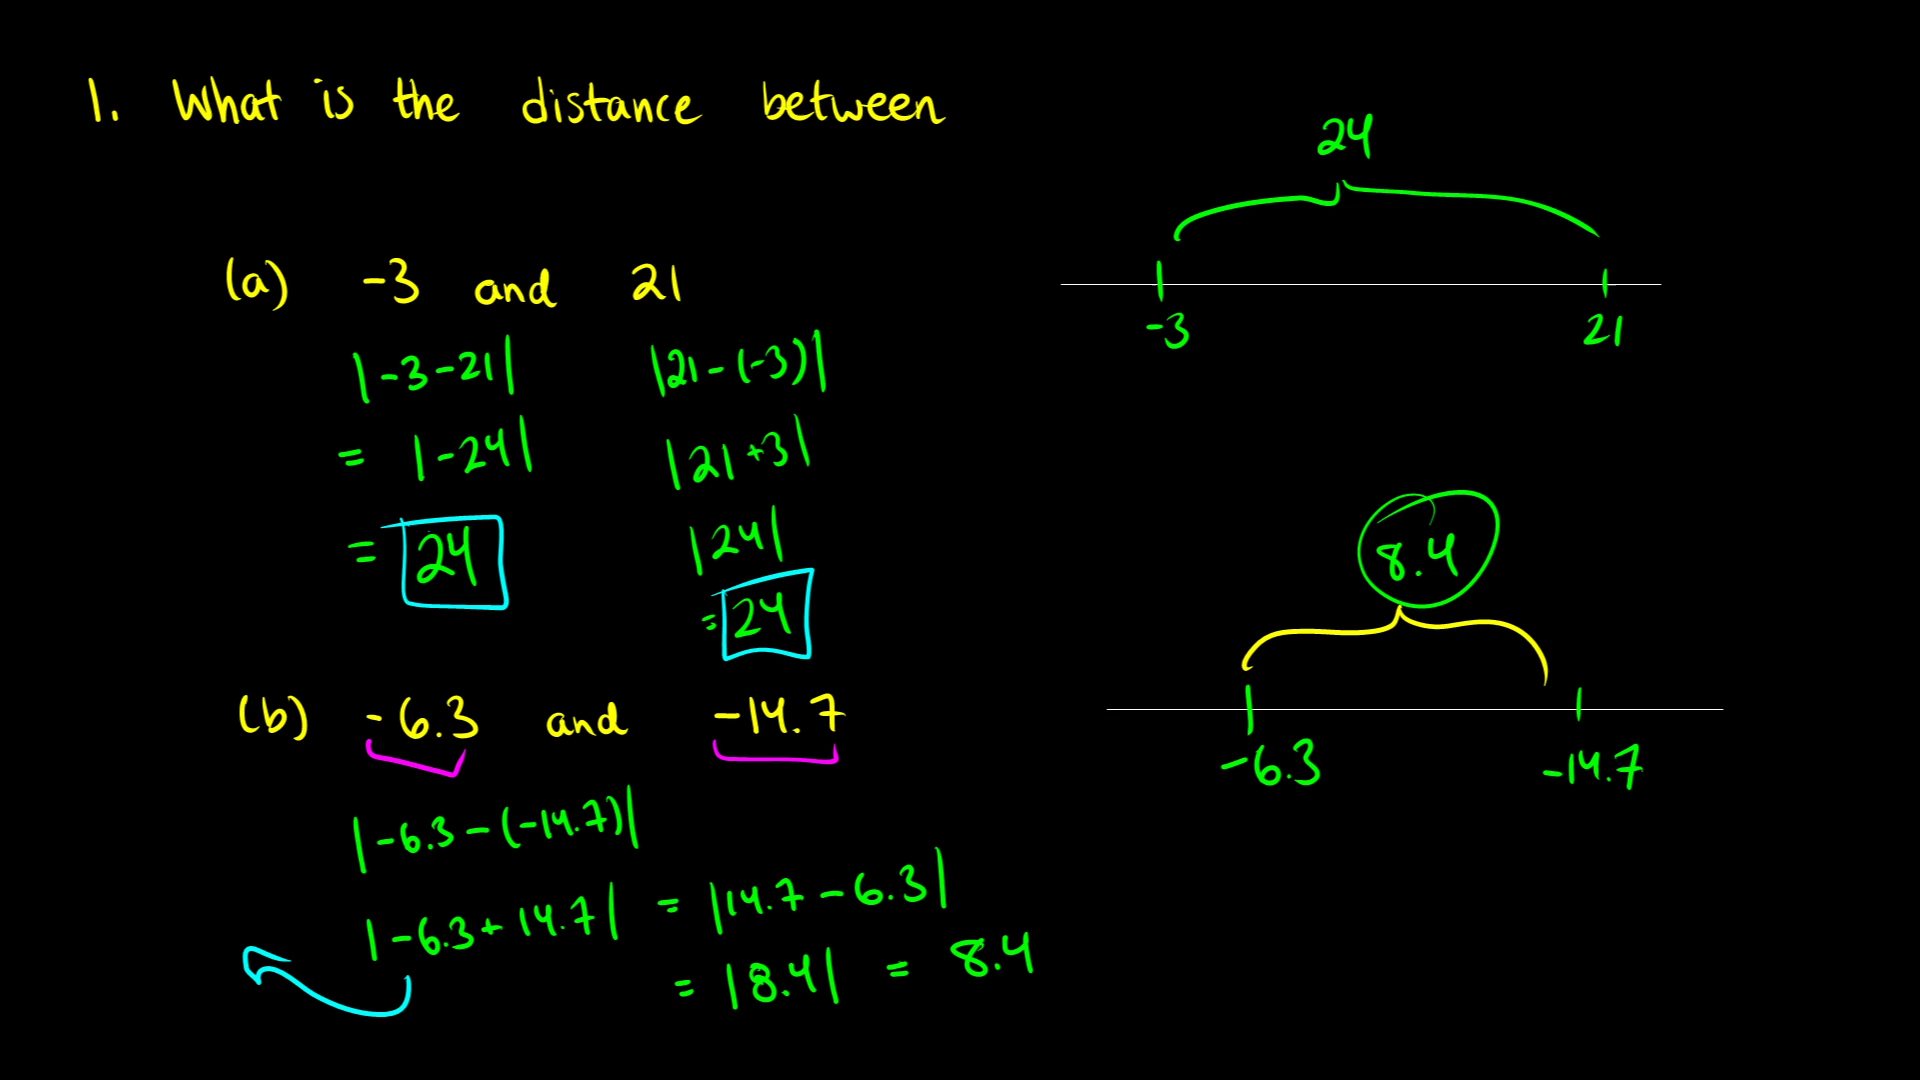 1. What is the distance between
24
(a) -3 and 21
-3 21
|-3-21| |21-(-3)|
= |-24| |21+3|
= 24 |24|
= 24
8.4
(b) -6.3 and -14.7
-6.3 -14.7
|-6.3-(-14.7)|
|-6.3+14.7| = |14.7-6.3|
= |8.4| = 8.4